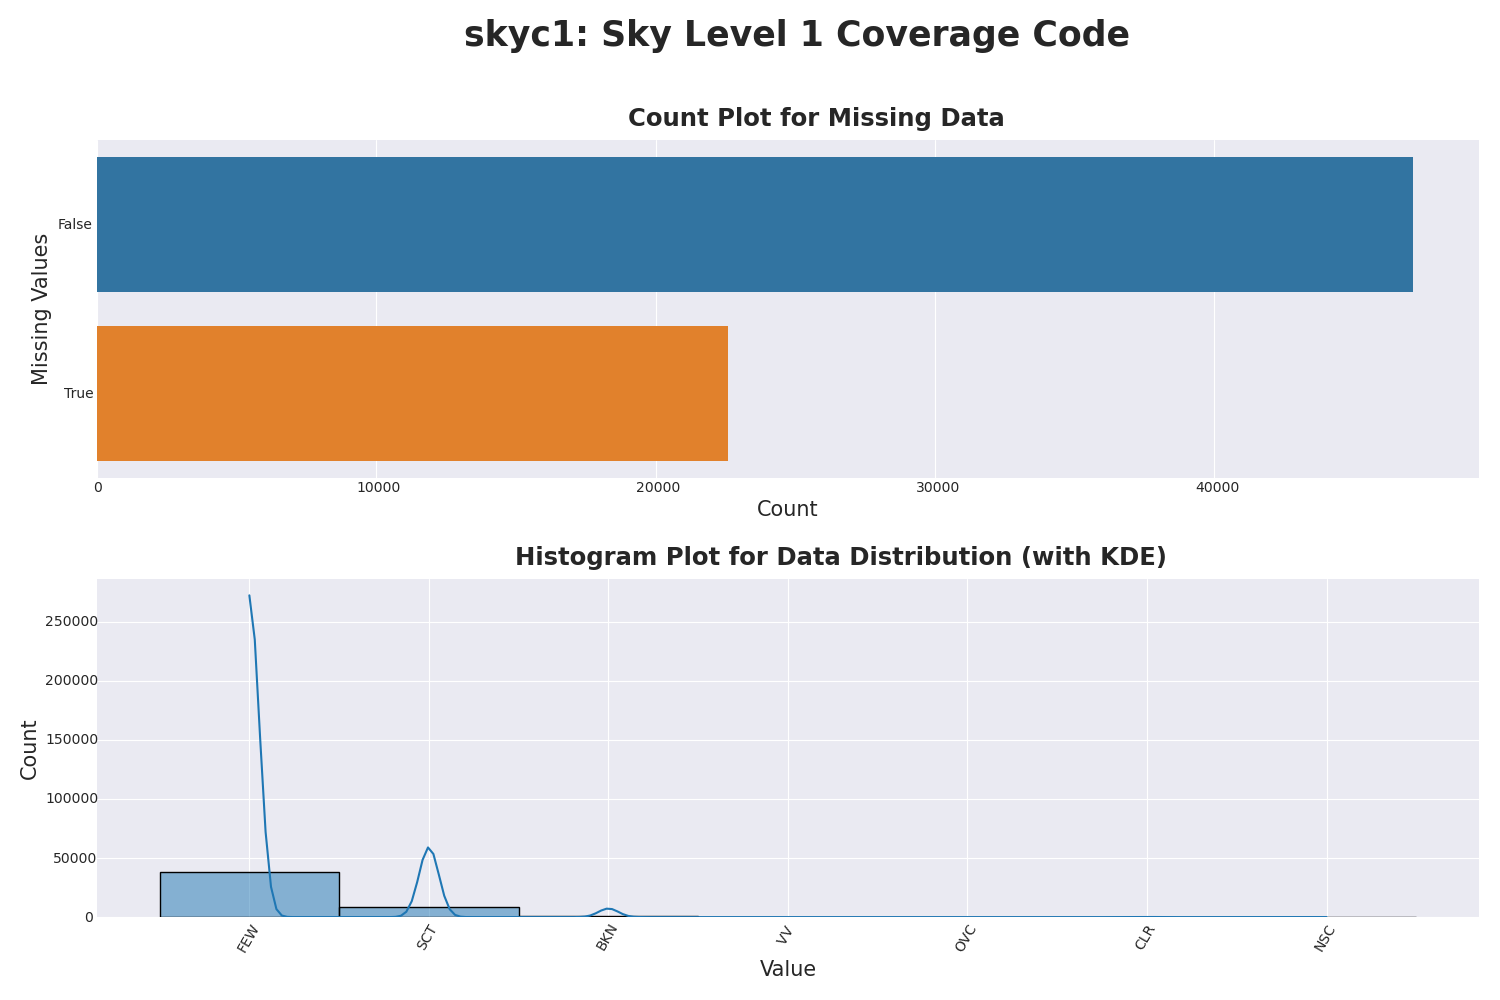 skyc1: Sky Level 1 Coverage Code
Count Plot for Missing Data
Missing Values
False
True
0 10000 20000 30000 40000
Count
Histogram Plot for Data Distribution (with KDE)
Count
250000
200000
150000
100000
50000
0
FEW SCT BKN VV OVC CLR NSC
Value